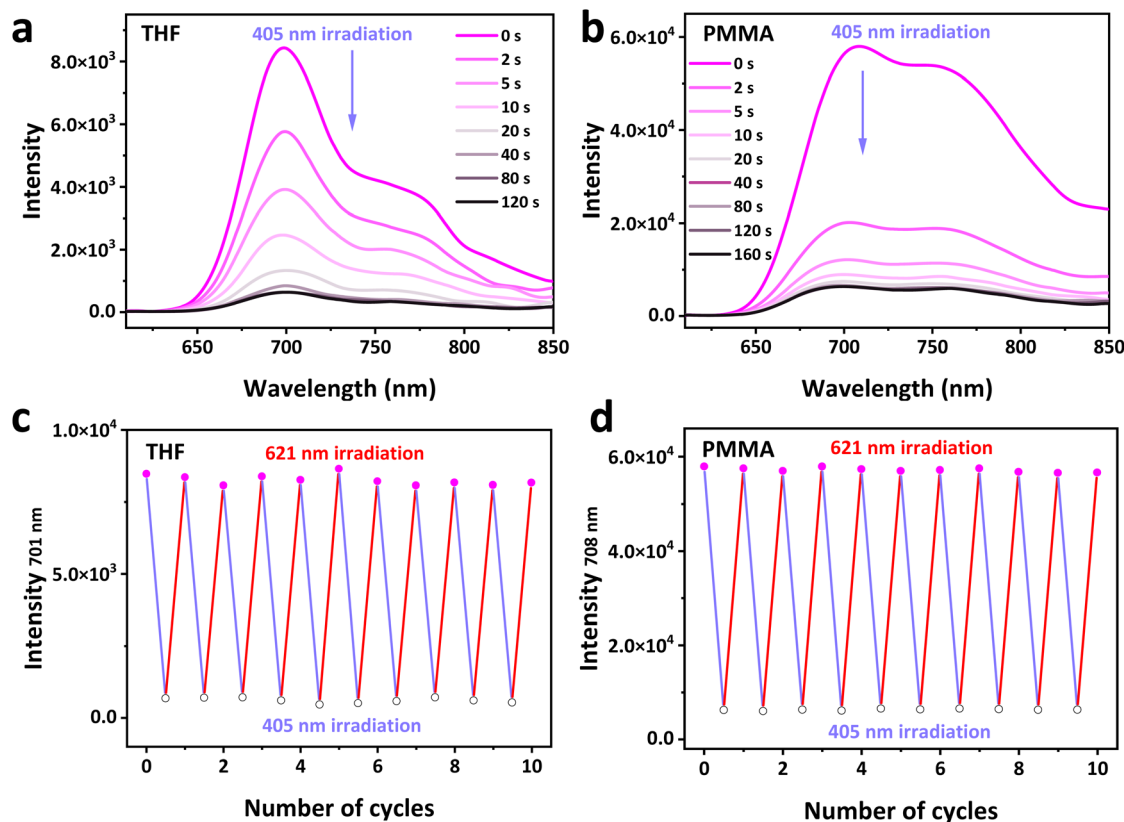 a
THF
405 nm irradiation
0 s
2 s
5 s
10 s
20 s
40 s
80 s
120 s
8.0×10³
6.0×10³
4.0×10³
2.0×10³
0.0
Intensity
650
700
750
800
850
Wavelength (nm)
b
PMMA
405 nm irradiation
0 s
2 s
5 s
10 s
20 s
40 s
80 s
120 s
160 s
6.0×10⁴
4.0×10⁴
2.0×10⁴
0.0
Intensity
650
700
750
800
850
Wavelength (nm)
c
THF
621 nm irradiation
405 nm irradiation
1.0×10⁴
5.0×10³
0.0
Intensity 701 nm
0
2
4
6
8
10
Number of cycles
d
PMMA
621 nm irradiation
405 nm irradiation
6.0×10⁴
4.0×10⁴
2.0×10⁴
0.0
Intensity 708 nm
0
2
4
6
8
10
Number of cycles